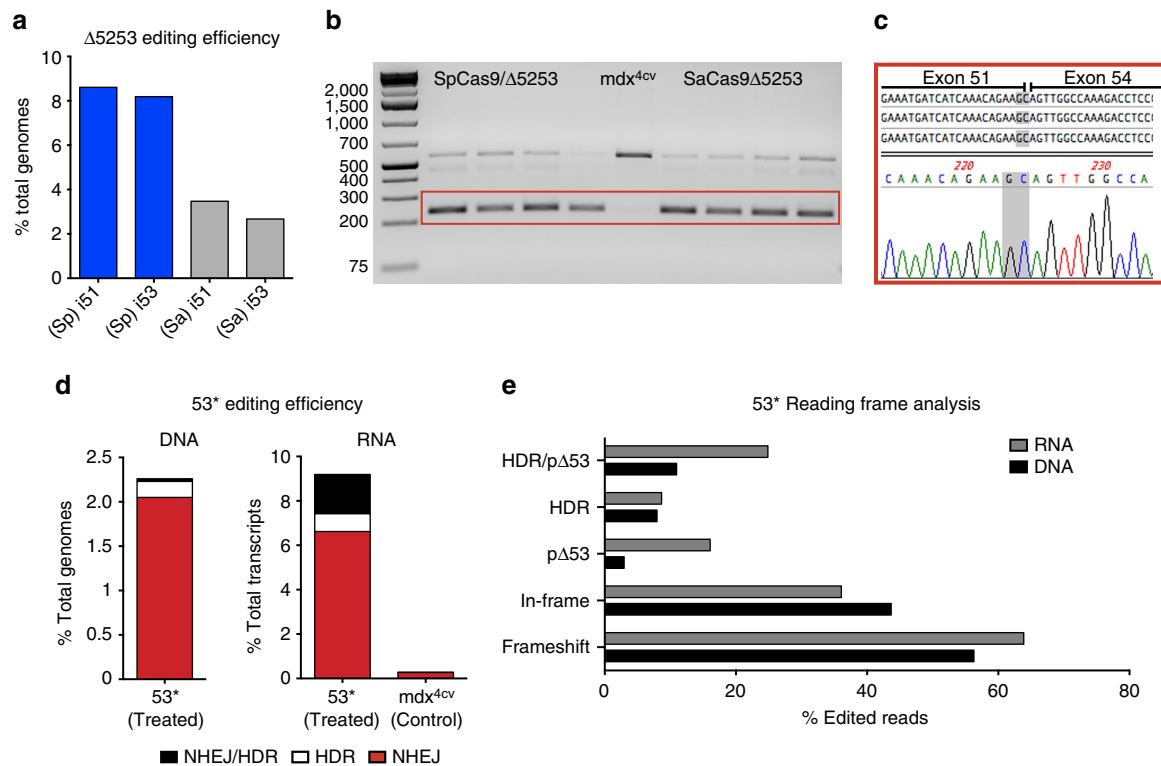 a
Δ5253 editing efficiency
% total genomes
10
8
6
4
2
0
(Sp) i51
(Sp) i53
(Sa) i51
(Sa) i53
b
SpCas9/Δ5253
mdx4cv
SaCas9Δ5253
2,000
1,500
1,000
700
500
400
300
200
75
c
Exon 51
Exon 54
GAAATGATCATCAAACAGAAGCAGTTGGCCAAAGACCTCC
GAAATGATCATCAAACAGAAGCAGTTGGCCAAAGACCTCC
GAAATGATCATCAAACAGAAGCAGTTGGCCAAAGACCTCC
220 230
C A A A C A G A A G C A G T T G G C C A
d
53* editing efficiency
DNA
% Total genomes
2.5
2.0
1.5
1
0.5
0
53*
(Treated)
RNA
% Total transcripts
10
8
6
4
2
0
53*
(Treated)
mdx4cv
(Control)
NHEJ/HDR
HDR
NHEJ
e
53* Reading frame analysis
RNA
DNA
HDR/pΔ53
HDR
pΔ53
In-frame
Frameshift
0
20
40
60
80
% Edited reads